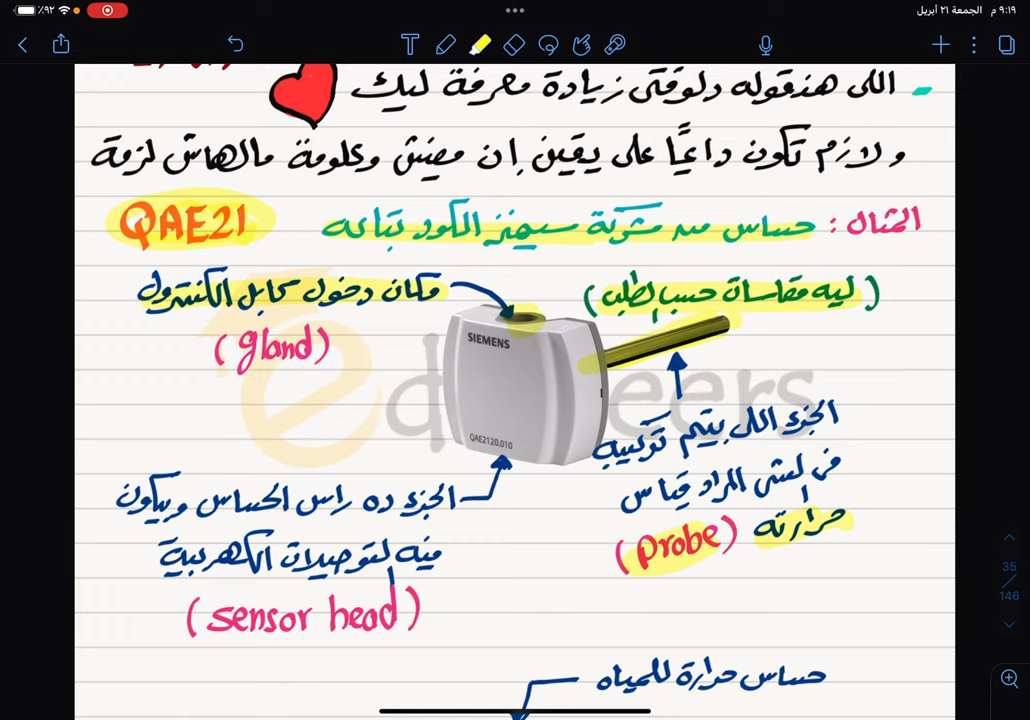 ٩:١٩ م الجمعة ٢١ أبريل
٩٢٪
اللى هنقوله دلوقتى زيادة معرفة ليك
ولازم تكون داعمًا على يقين إن مفيش وعلومة مالهاش لزمة
المثال: حساس من شركة سيمنز الكود بتاعه QAE21
(ليه مقاسات حسب الطلب)
مكان دخول كابل الكنترول
(gland)
SIEMENS
QAE2120.010
edugineers
الجزء اللى بيتم تركيبه
فى الشئ المراد قياس
حرارته (probe)
الجزء ده راس الحساس وبيكون
فيه التوصيلات الكهربية
(sensor head)
حساس حرارة للمياه
35
146